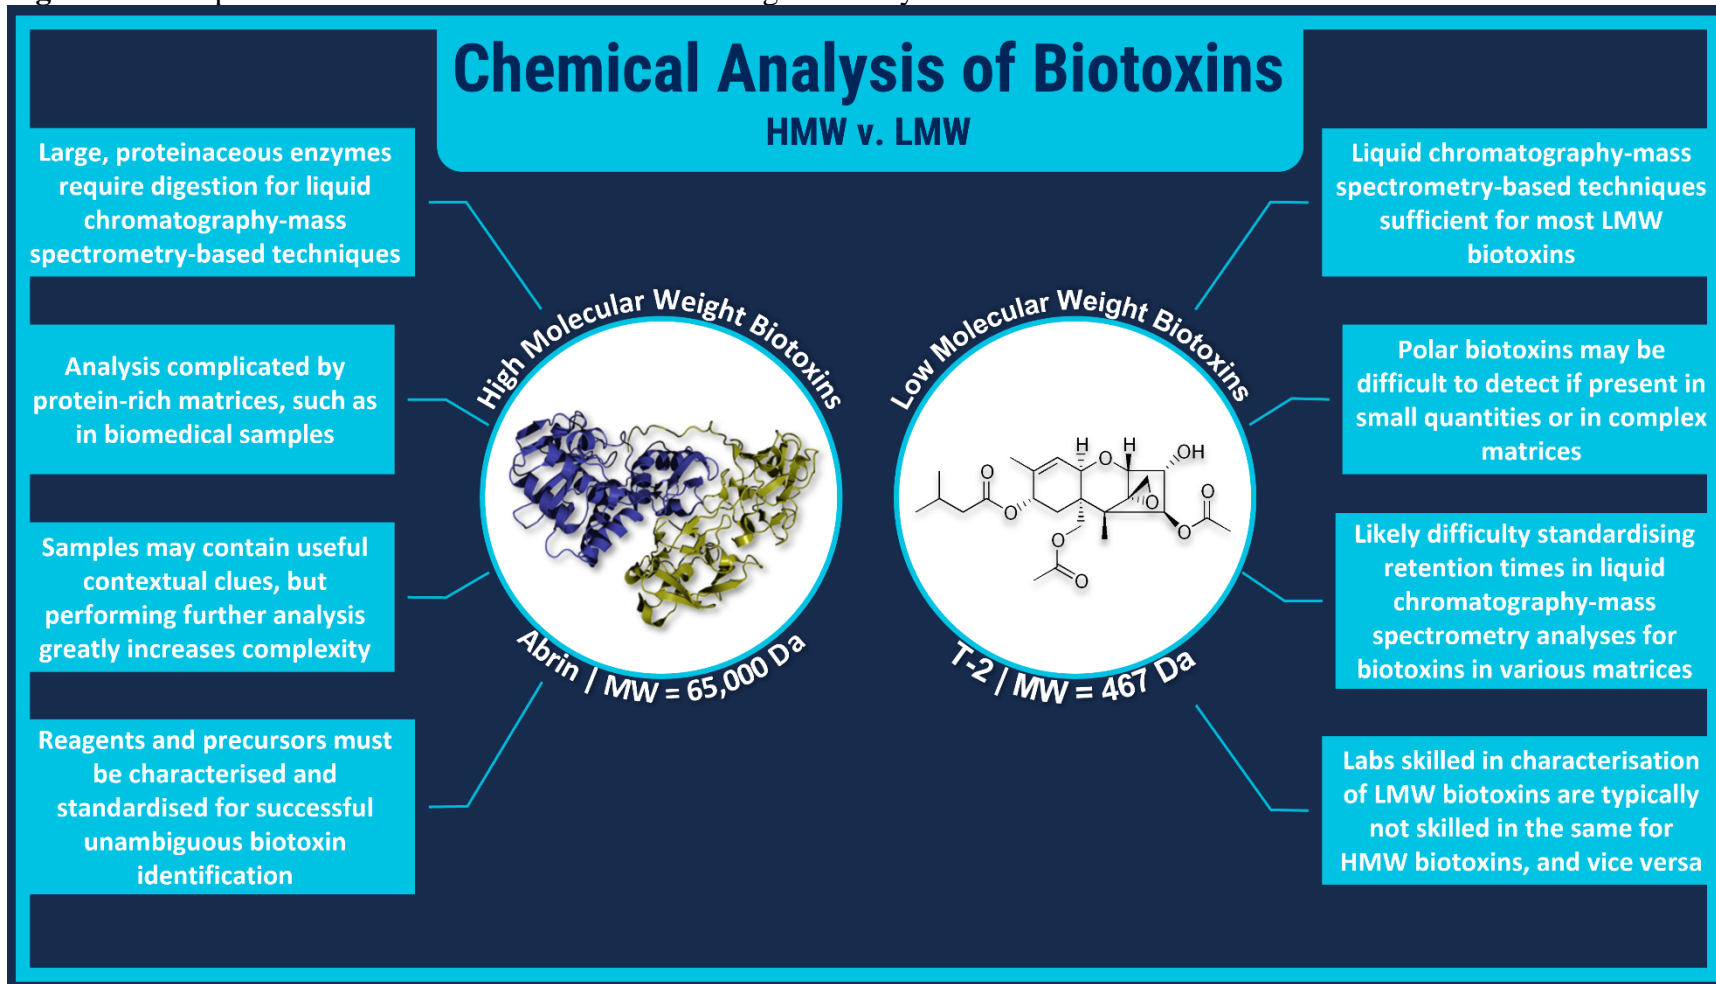 Chemical Analysis of Biotoxins
HMW v. LMW
Large, proteinaceous enzymes
require digestion for liquid
chromatography-mass
spectrometry-based techniques
Analysis complicated by
protein-rich matrices, such as
in biomedical samples
Samples may contain useful
contextual clues, but
performing further analysis
greatly increases complexity
Reagents and precursors must
be characterised and
standardised for successful
unambiguous biotoxin
identification
High Molecular Weight Biotoxins
Abrin | MW = 65,000 Da
Low Molecular Weight Biotoxins
H
H
O
OH
O
O
O
O
O
O
O
T-2 | MW = 467 Da
Liquid chromatography-mass
spectrometry-based techniques
sufficient for most LMW
biotoxins
Polar biotoxins may be
difficult to detect if present in
small quantities or in complex
matrices
Likely difficulty standardising
retention times in liquid
chromatography-mass
spectrometry analyses for
biotoxins in various matrices
Labs skilled in characterisation
of LMW biotoxins are typically
not skilled in the same for
HMW biotoxins, and vice versa